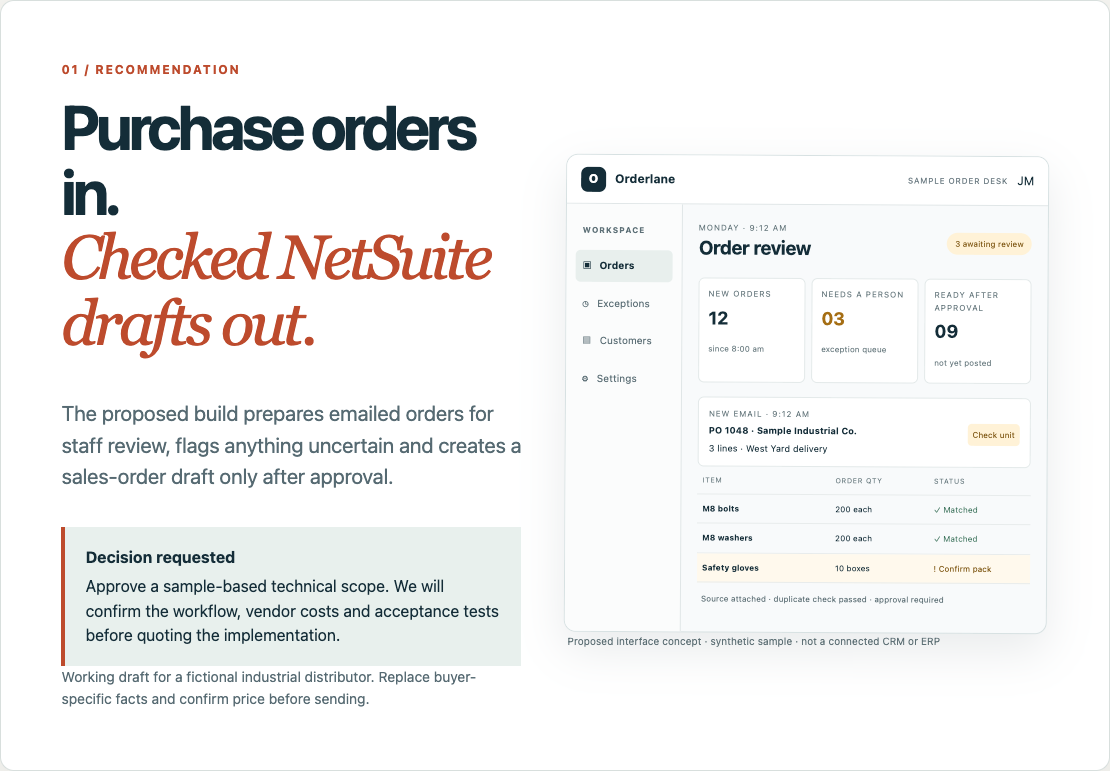 01 / RECOMMENDATION
Purchase orders
in.
Checked NetSuite
drafts out.
The proposed build prepares emailed orders for
staff review, flags anything uncertain and creates a
sales-order draft only after approval.
Decision requested
Approve a sample-based technical scope. We will
confirm the workflow, vendor costs and acceptance tests
before quoting the implementation.
Working draft for a fictional industrial distributor. Replace buyer-
specific facts and confirm price before sending.
O Orderlane
SAMPLE ORDER DESK JM
WORKSPACE
Orders
Exceptions
Customers
Settings
MONDAY · 9:12 AM
Order review
3 awaiting review
NEW ORDERS
12
since 8:00 am
NEEDS A PERSON
03
exception queue
READY AFTER
APPROVAL
09
not yet posted
NEW EMAIL · 9:12 AM
PO 1048 · Sample Industrial Co.
3 lines · West Yard delivery
Check unit
ITEM ORDER QTY STATUS
M8 bolts 200 each ✓ Matched
M8 washers 200 each ✓ Matched
Safety gloves 10 boxes ! Confirm pack
Source attached · duplicate check passed · approval required
Proposed interface concept · synthetic sample · not a connected CRM or ERP